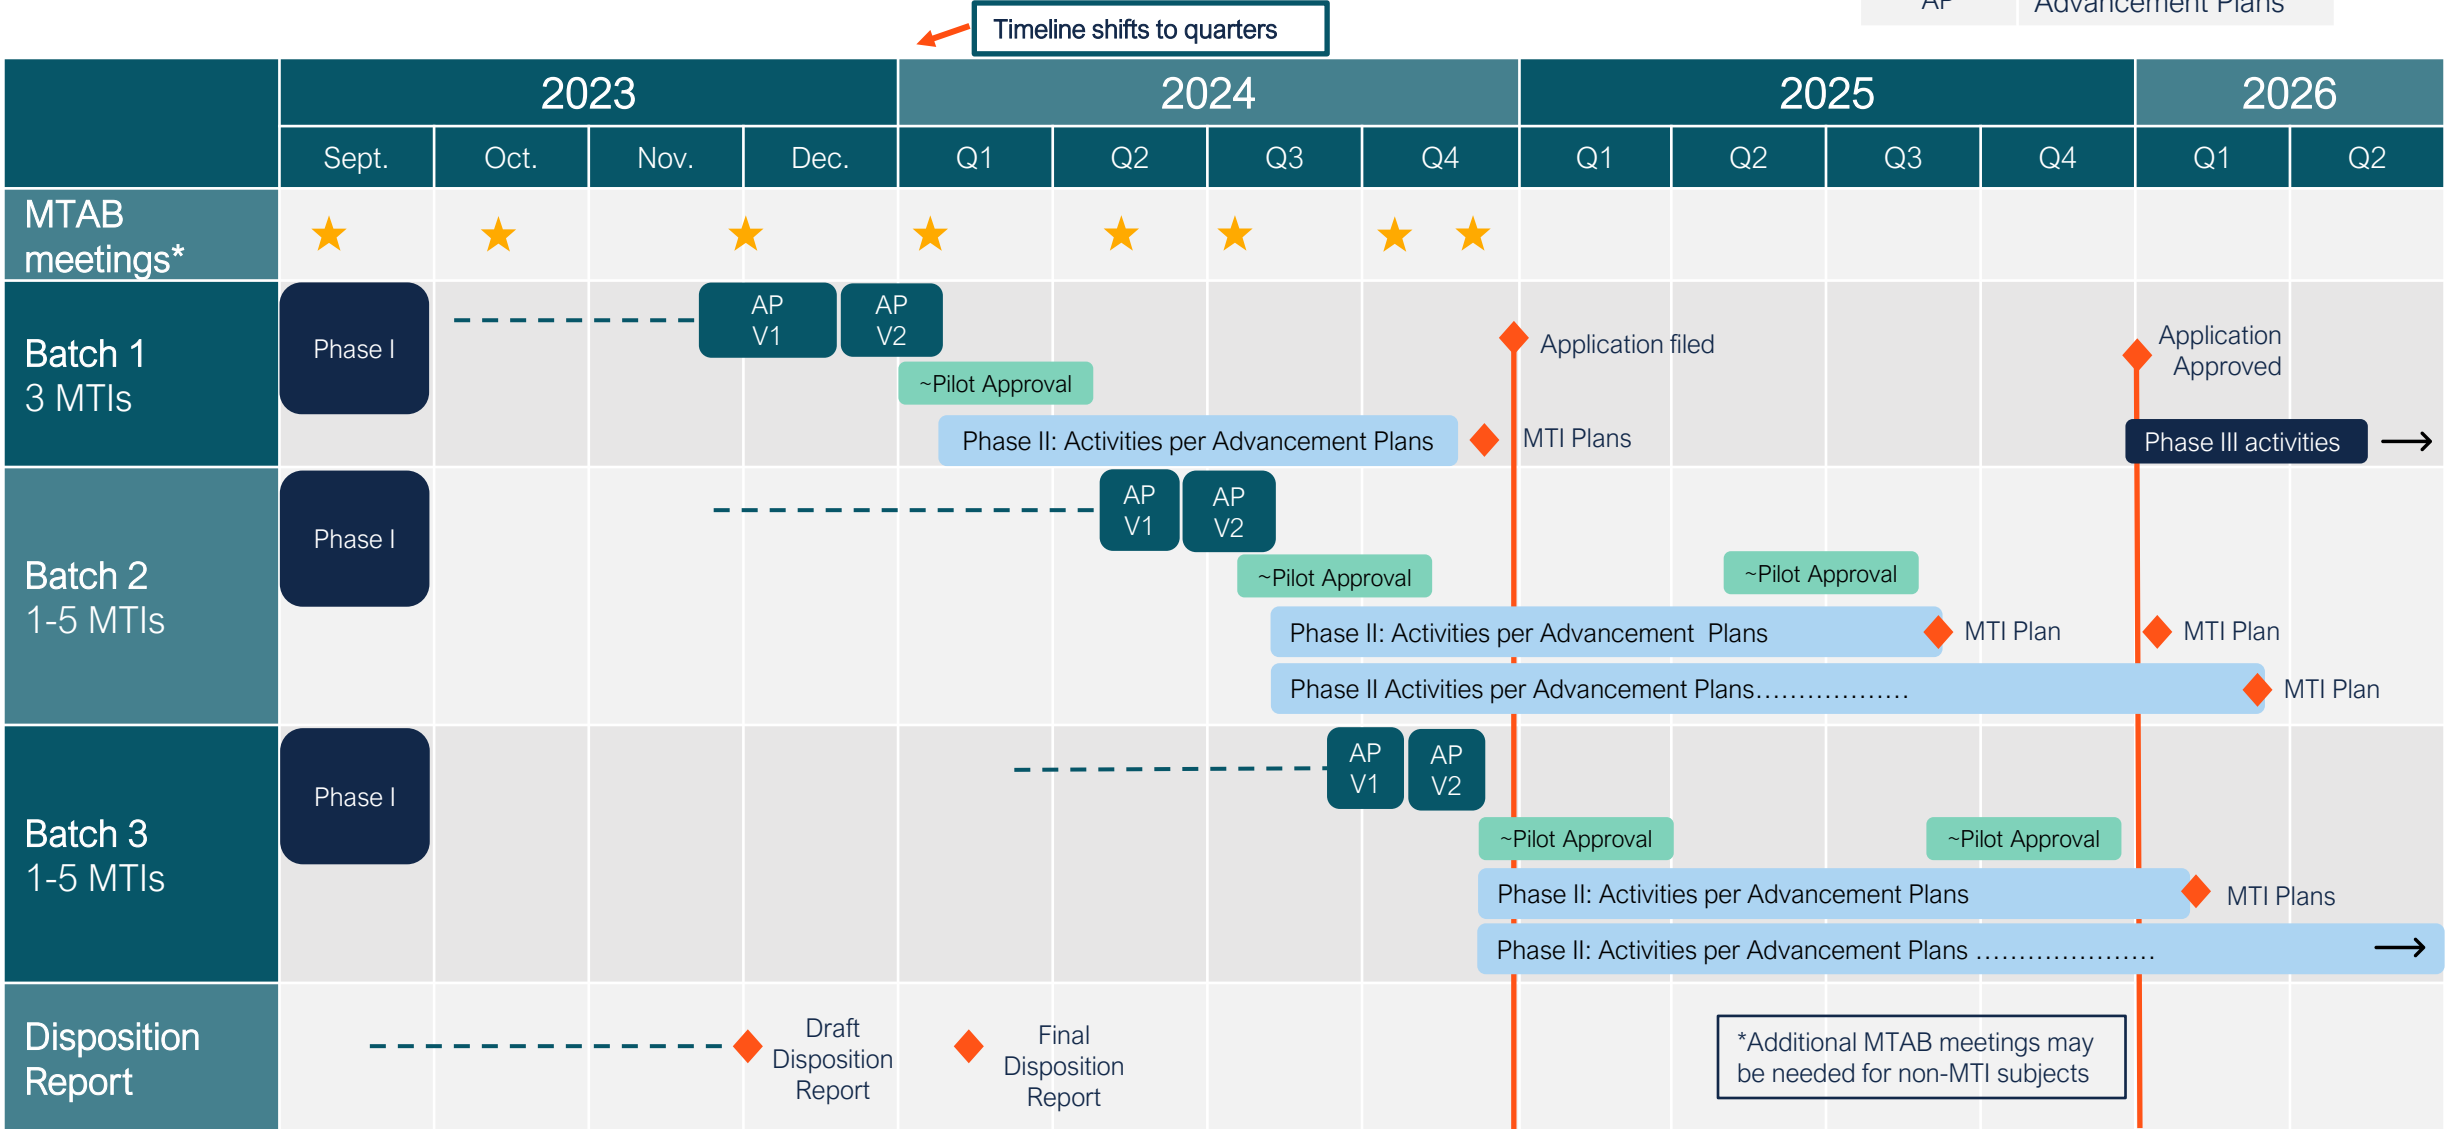 AP Advancement Plans
Timeline shifts to quarters
2023 2024 2025 2026
Sept. Oct. Nov. Dec. Q1 Q2 Q3 Q4 Q1 Q2 Q3 Q4 Q1 Q2
MTAB
meetings*
Batch 1
3 MTIs
Phase I
AP
V1
AP
V2
~Pilot Approval
Application filed
Application
Approved
Phase II: Activities per Advancement Plans
MTI Plans
Phase III activities
Batch 2
1-5 MTIs
Phase I
AP
V1
AP
V2
~Pilot Approval
~Pilot Approval
Phase II: Activities per Advancement Plans
MTI Plan
MTI Plan
Phase II Activities per Advancement Plans..................
MTI Plan
Batch 3
1-5 MTIs
Phase I
AP
V1
AP
V2
~Pilot Approval
~Pilot Approval
Phase II: Activities per Advancement Plans
MTI Plans
Phase II: Activities per Advancement Plans .....................
Disposition
Report
Draft
Disposition
Report
Final
Disposition
Report
*Additional MTAB meetings may
be needed for non-MTI subjects